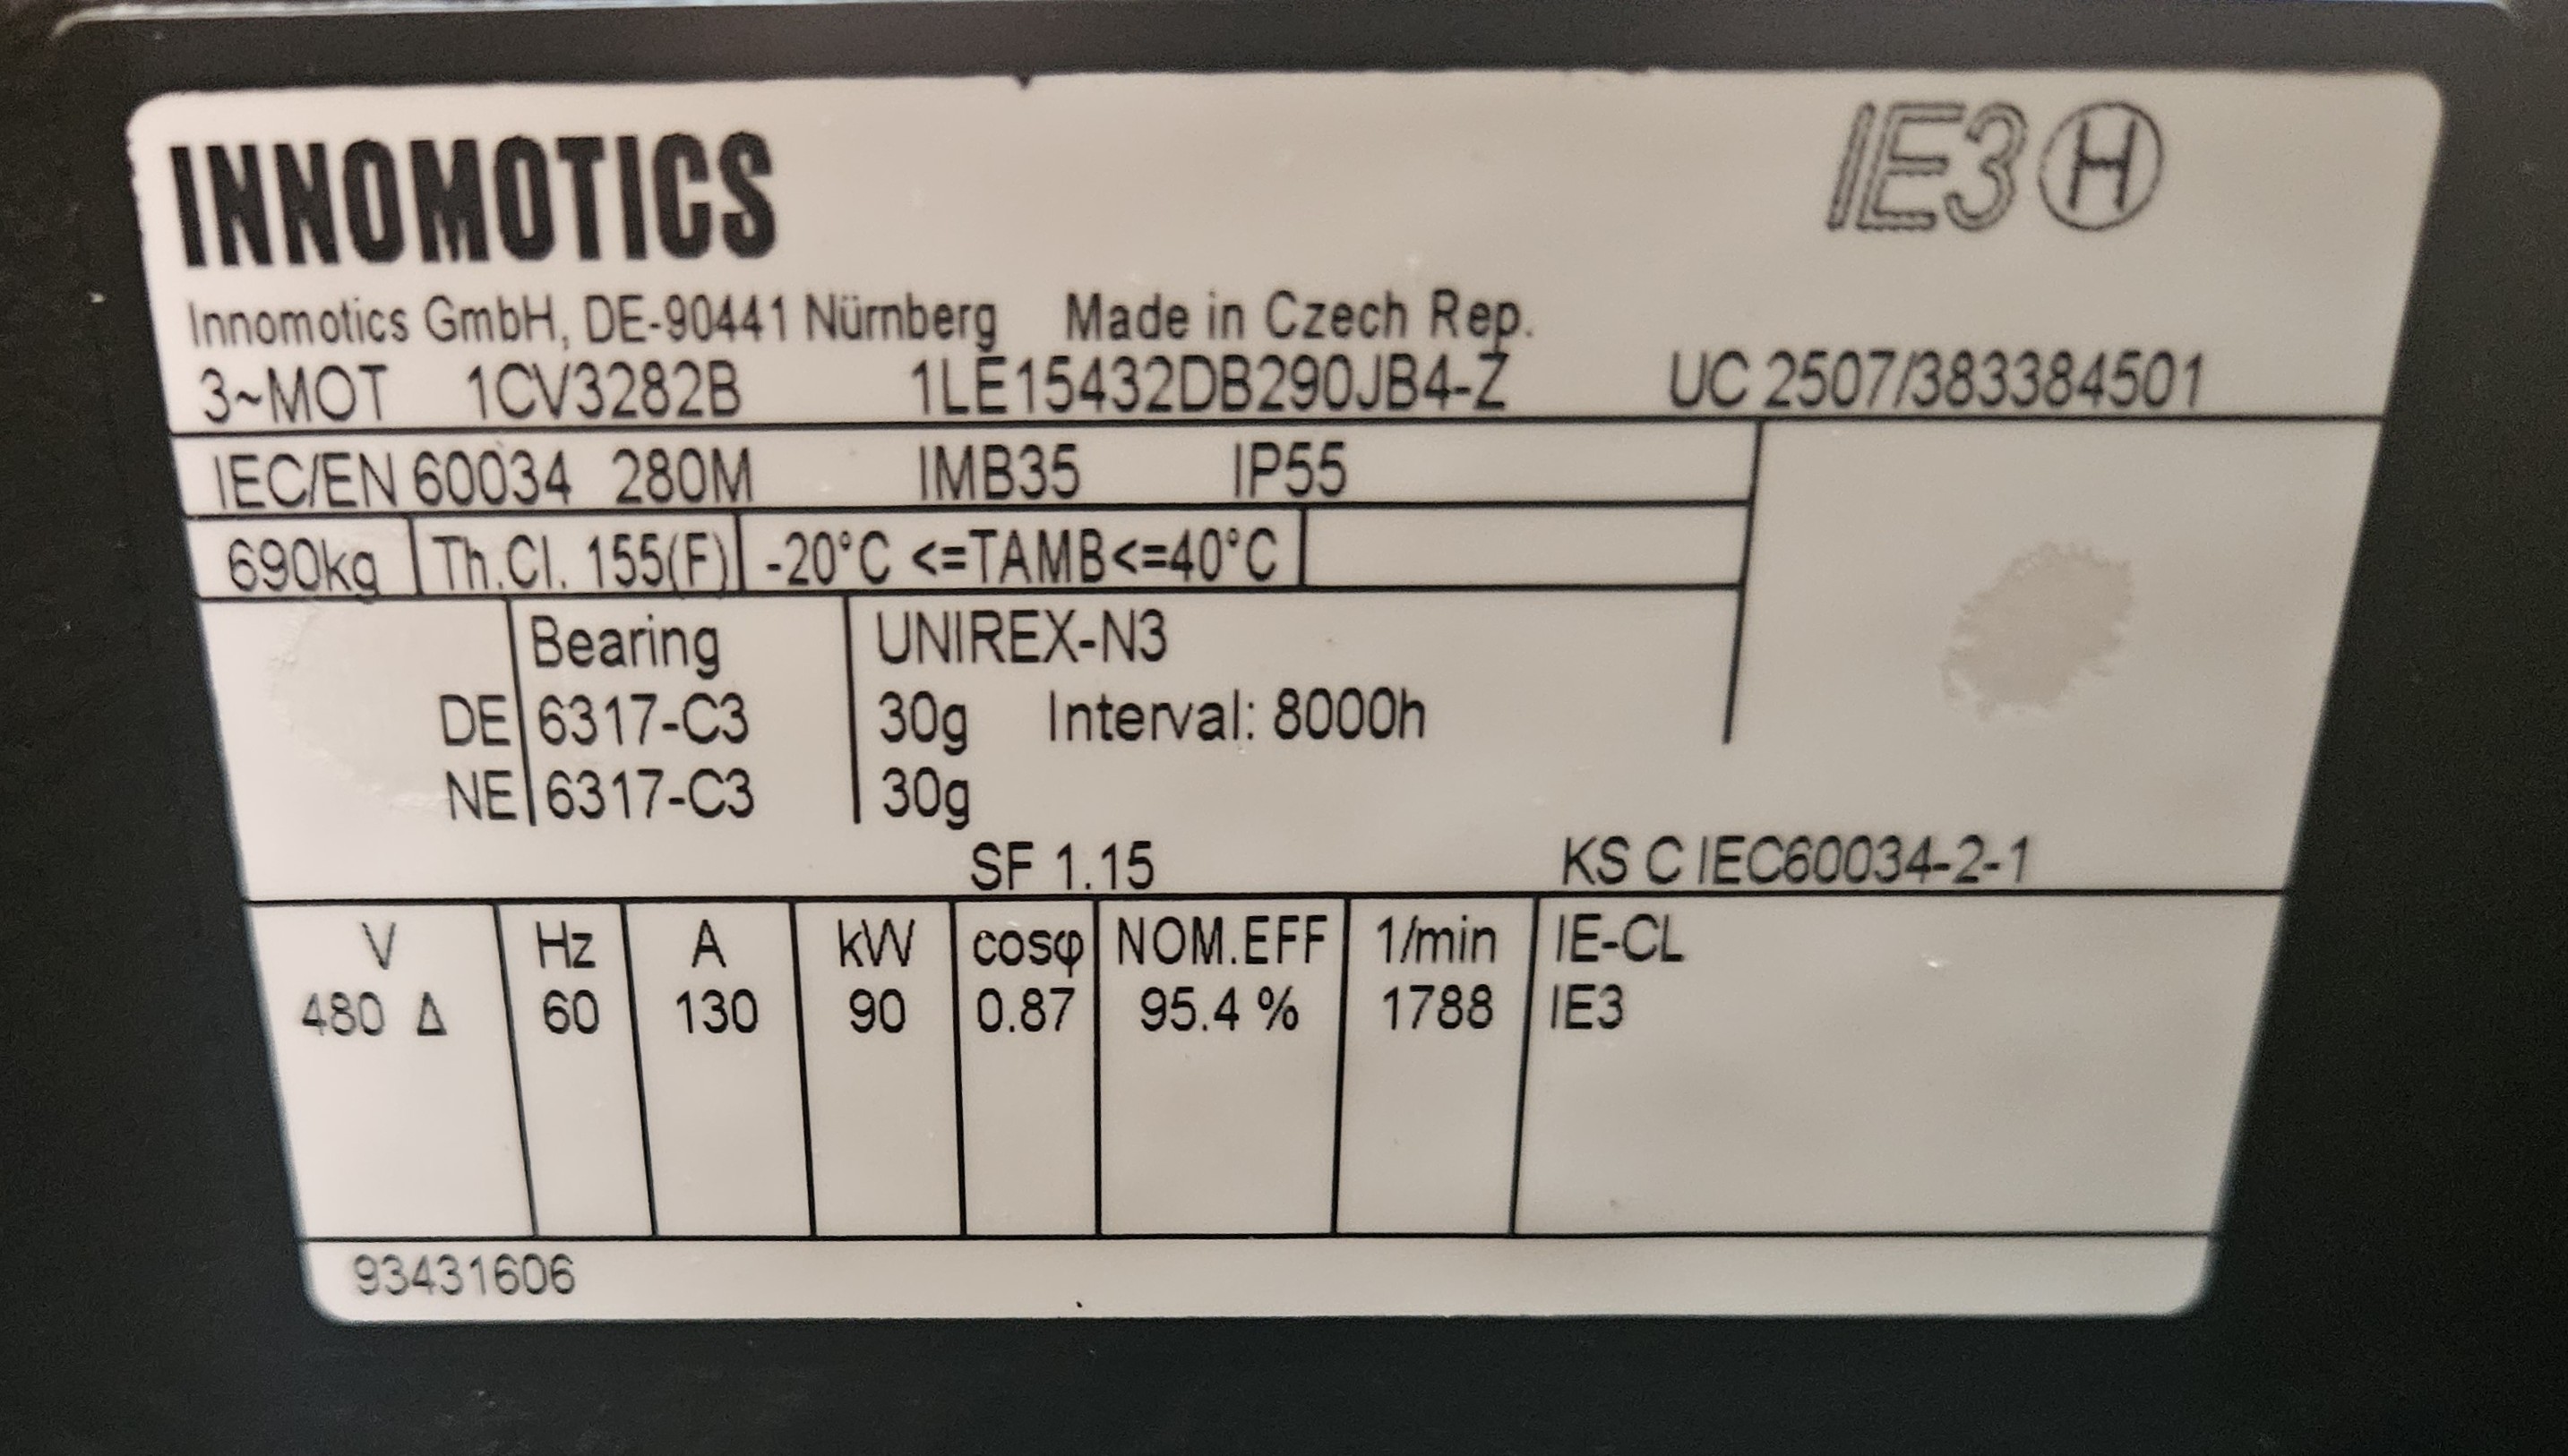 INNOMOTICS IE3 H
Innomotics GmbH, DE-90441 Nürnberg Made in Czech Rep.
3~MOT 1CV3282B 1LE15432DB290JB4-Z UC 2507/383384501
IEC/EN 60034 280M IMB35 IP55
690kg Th.Cl. 155(F) -20°C <=TAMB<=40°C
Bearing UNIREX-N3
DE 6317-C3 30g Interval: 8000h
NE 6317-C3 30g
SF 1.15 KS C IEC60034-2-1
V Hz A kW cosφ NOM.EFF 1/min IE-CL
480 Δ 60 130 90 0.87 95.4 % 1788 IE3
93431606